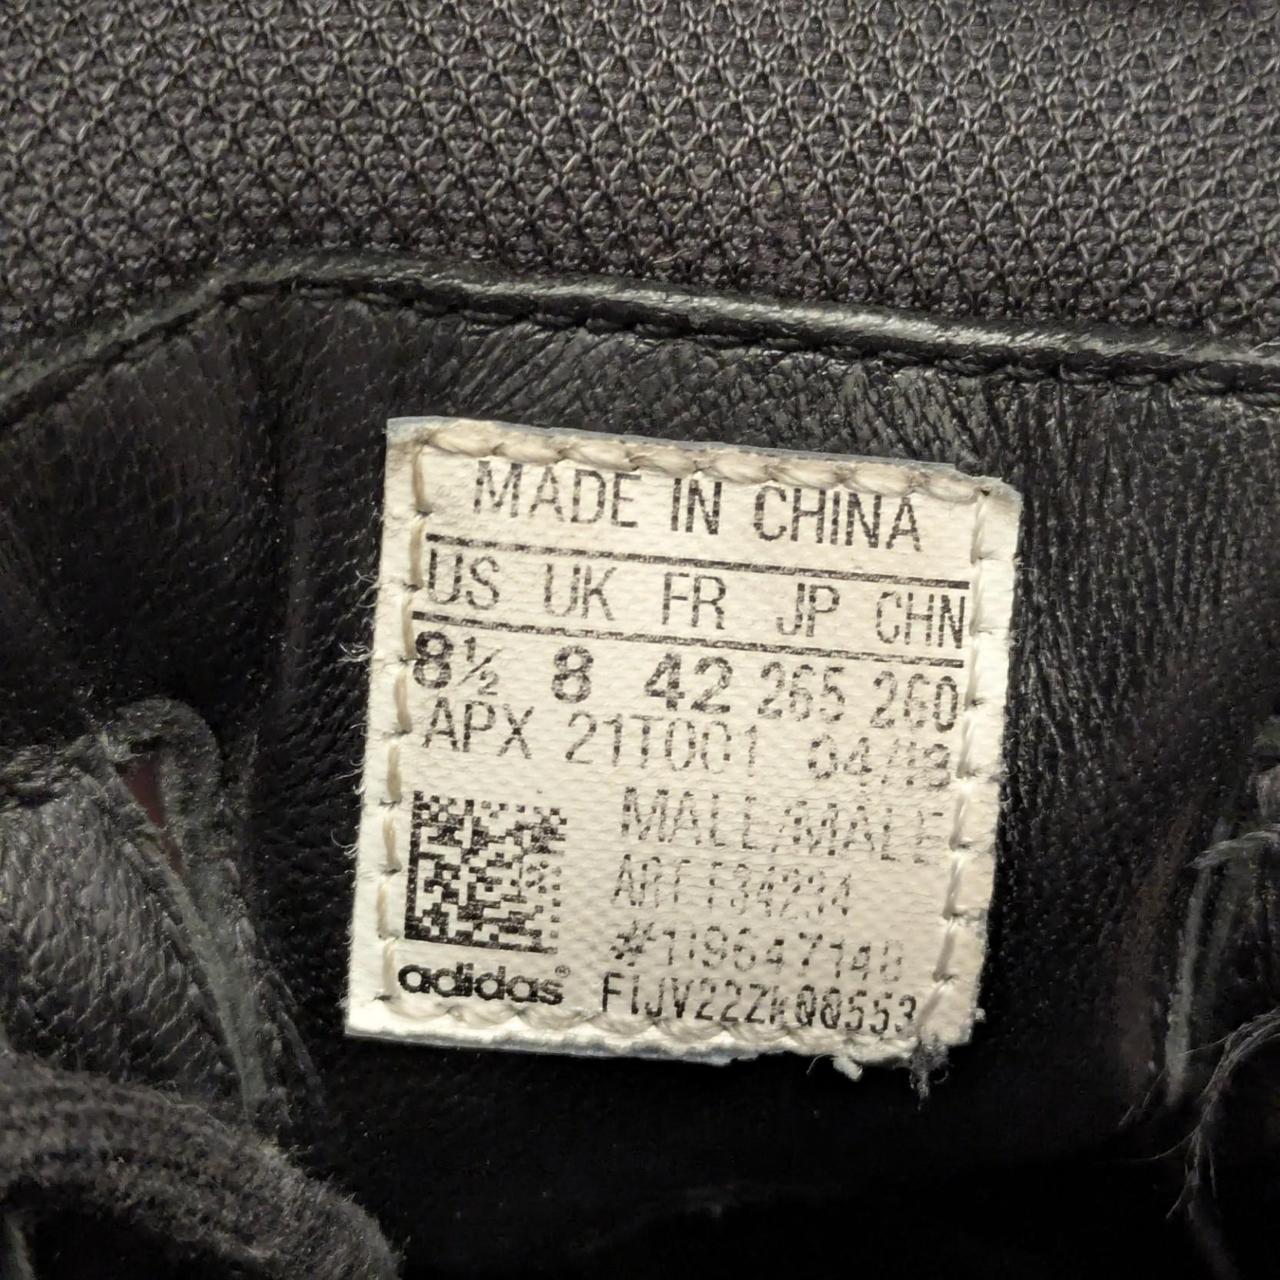 MADE IN CHINA
US UK FR JP CHN
8½ 8 42 265 260
APX 21T001 04/18
MALE/MALE
ART F34234
#119647148
adidas®